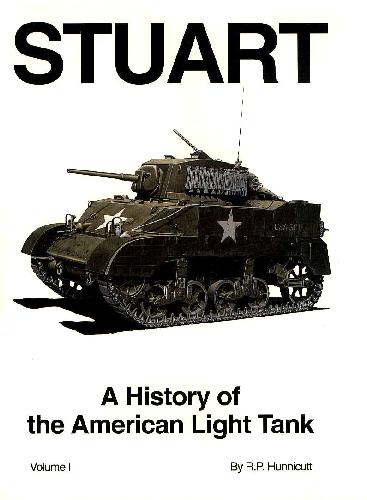 STUART
A History of
the American Light Tank
Volume I
By R.P. Hunnicutt